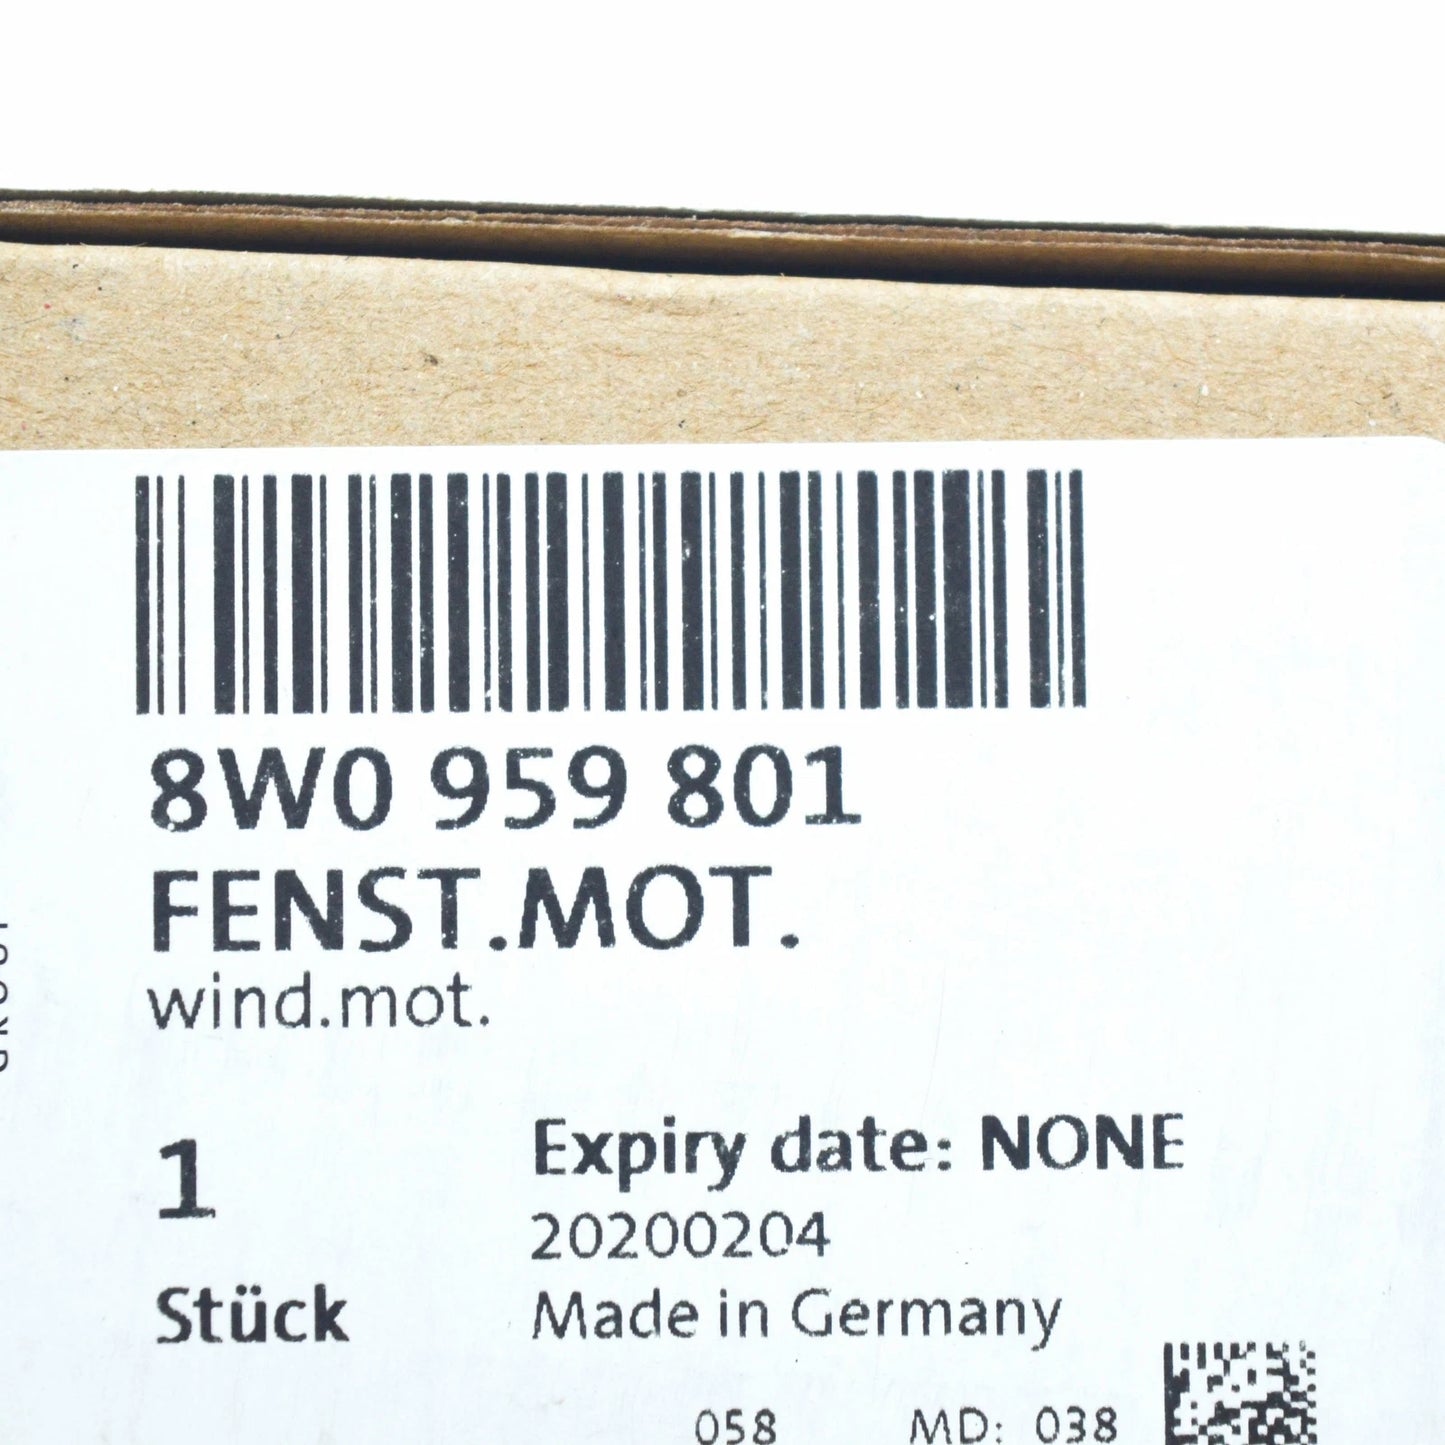 8W0 959 801
FENST.MOT.
wind.mot.
1
Stück
Expiry date: NONE
20200204
Made in Germany
058
MD: 038